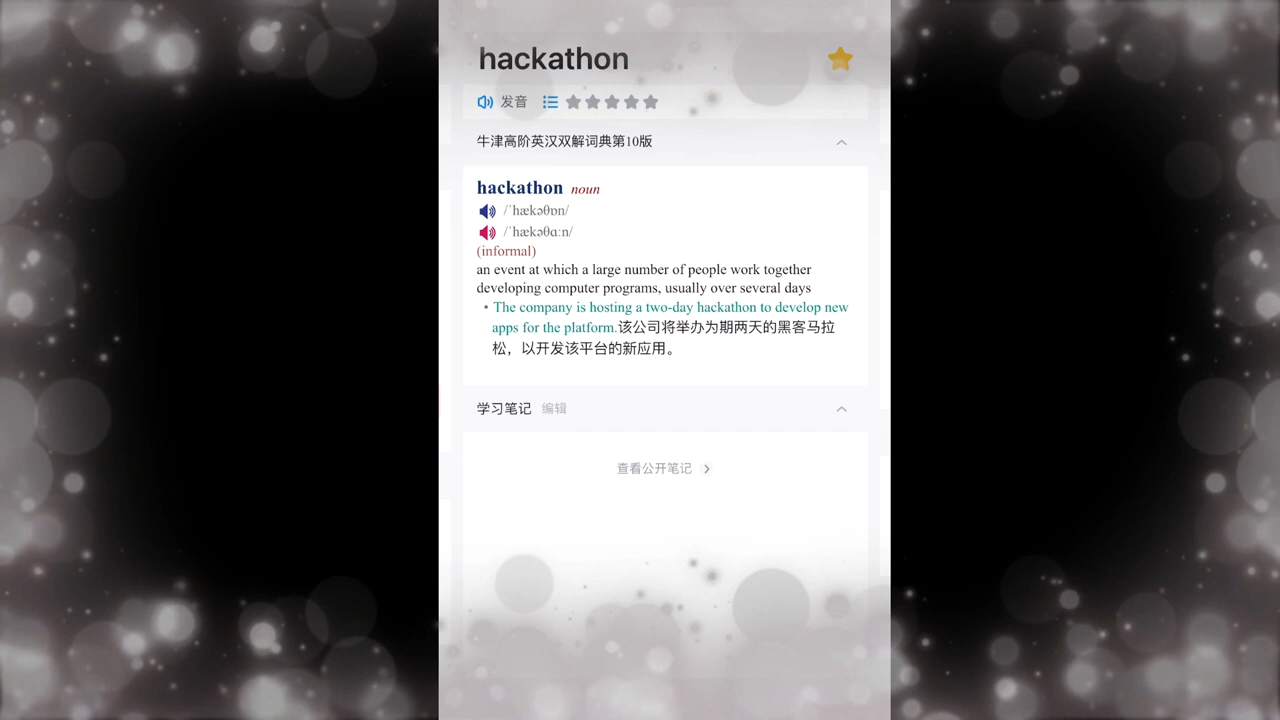 hackathon
发音
牛津高阶英汉双解词典第10版
hackathon noun
/ˈhækəθɒn/
/ˈhækəθɑːn/
(informal)
an event at which a large number of people work together
developing computer programs, usually over several days
• The company is hosting a two-day hackathon to develop new
apps for the platform.该公司将举办为期两天的黑客马拉
松，以开发该平台的新应用。
学习笔记 编辑
查看公开笔记